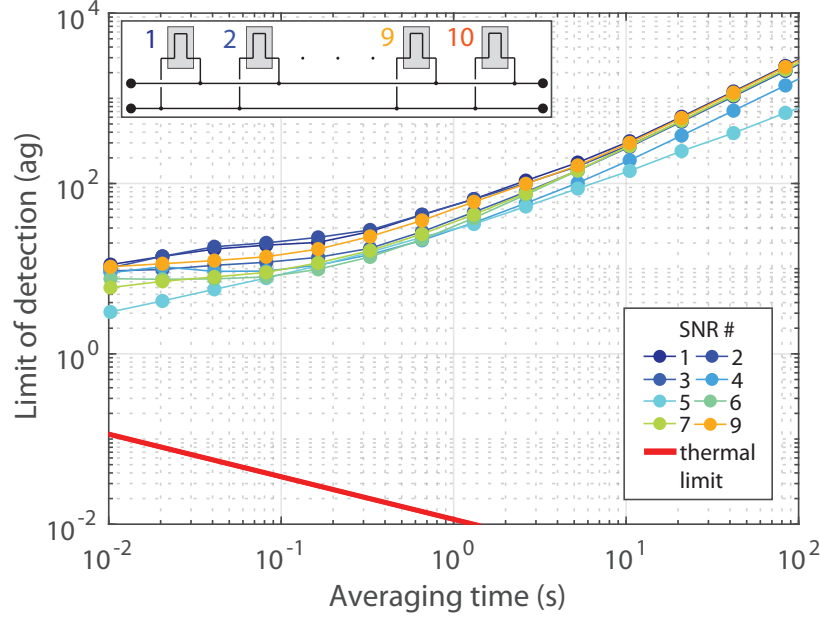 10^4
1 2 9 10
. . .
10^2
10^0
10^-2
Limit of detection (ag)
SNR #
1 2
3 4
5 6
7 9
thermal
limit
10^-2 10^-1 10^0 10^1 10^2
Averaging time (s)